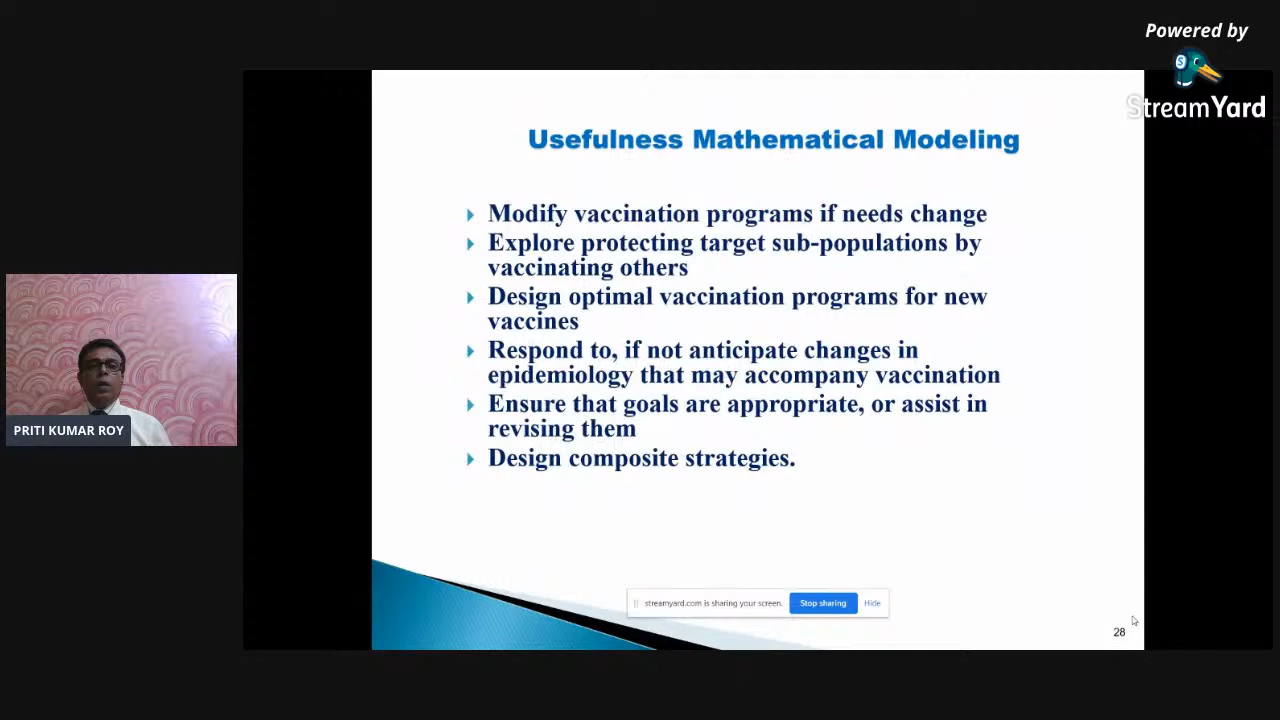 Powered by
StreamYard
Usefulness Mathematical Modeling
Modify vaccination programs if needs change
Explore protecting target sub-populations by
vaccinating others
Design optimal vaccination programs for new
vaccines
Respond to, if not anticipate changes in
epidemiology that may accompany vaccination
Ensure that goals are appropriate, or assist in
revising them
Design composite strategies.
PRITI KUMAR ROY
streamyard.com is sharing your screen. Stop sharing Hide
28